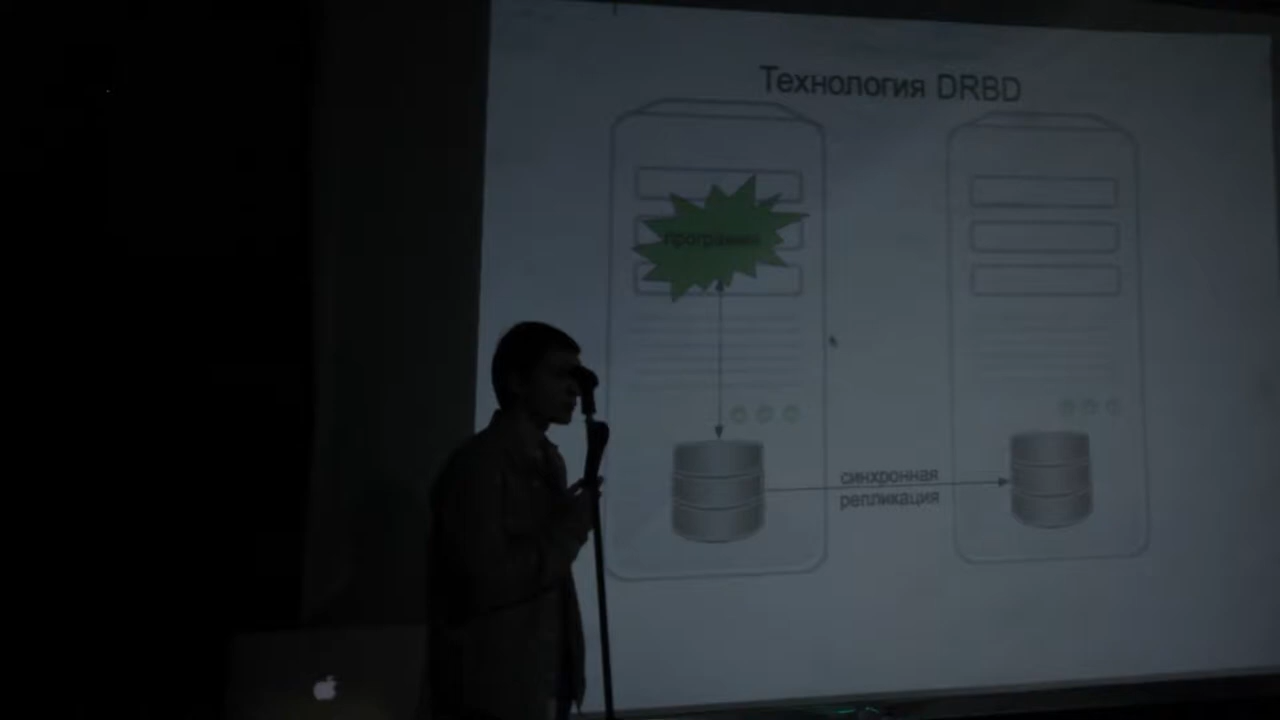 Технология DRBD
программа
синхронная
репликация